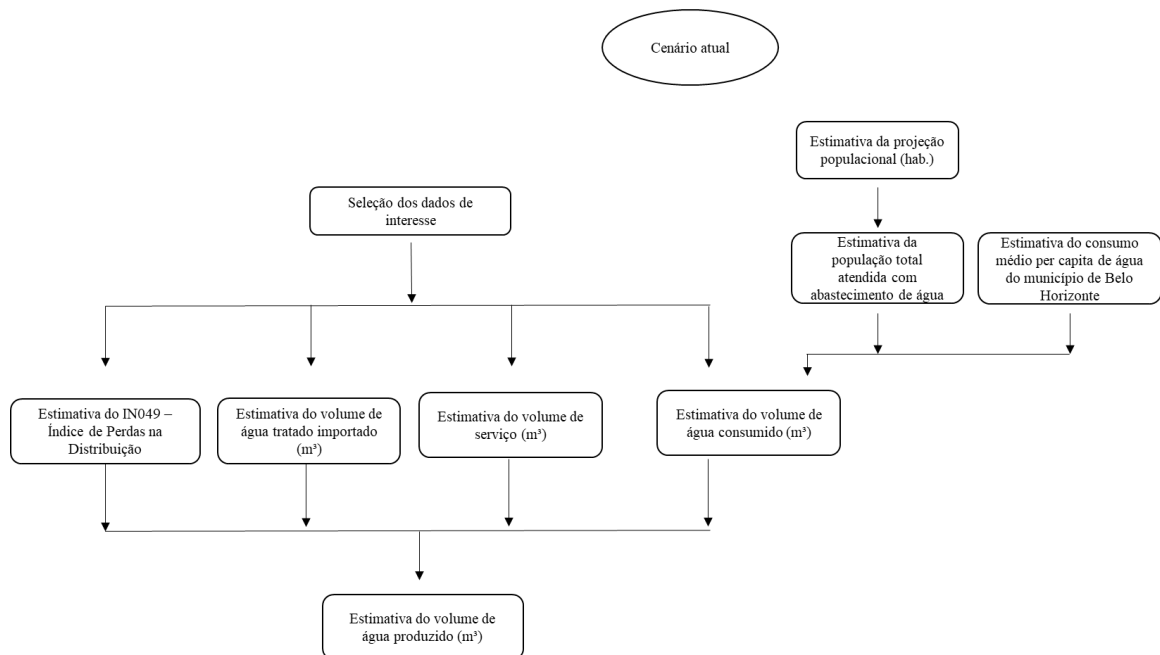 Cenário atual
Estimativa da projeção
populacional (hab.)
Seleção dos dados de
interesse
Estimativa da
população total
atendida com
abastecimento de água
Estimativa do consumo
médio per capita de água
do município de Belo
Horizonte
Estimativa do IN049 –
Índice de Perdas na
Distribuição
Estimativa do volume de
água tratado importado
(m³)
Estimativa do volume de
serviço (m³)
Estimativa do volume de
água consumido (m³)
Estimativa do volume de
água produzido (m³)